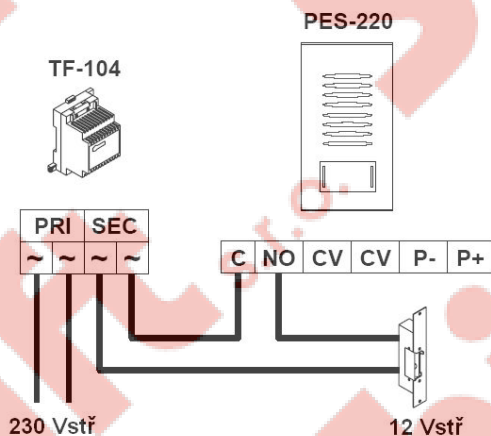 PES-220
TF-104
PRI SEC
~ ~ ~ ~
C NO CV CV P- P+
s.r.o.
230 Vstř
12 Vstř